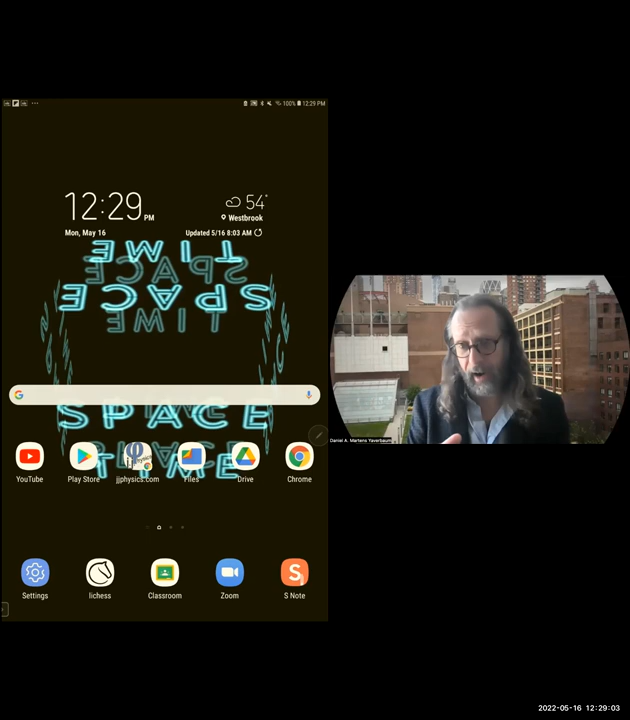 100% 12:29 PM
12:29 PM
54°
Westbrook
Mon, May 16
Updated 5/16 8:03 AM
TIME
SPACE
SPACE
TIME
G
SPACE
TIME
YouTube
Play Store
jjphysics.com
Files
Drive
Chrome
Settings
lichess
Classroom
Zoom
S Note
Daniel A. Martens Yaverbaum
2022-05-16 12:29:03